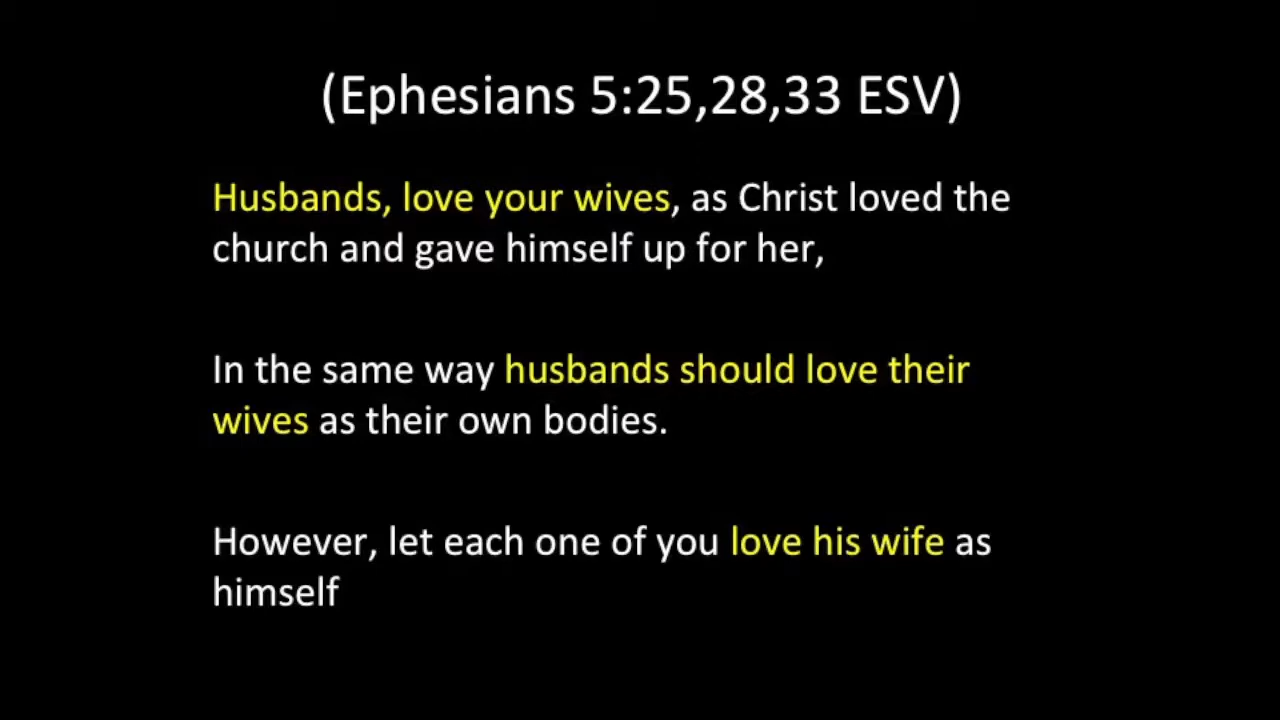 (Ephesians 5:25,28,33 ESV)
Husbands, love your wives, as Christ loved the
church and gave himself up for her,
In the same way husbands should love their
wives as their own bodies.
However, let each one of you love his wife as
himself